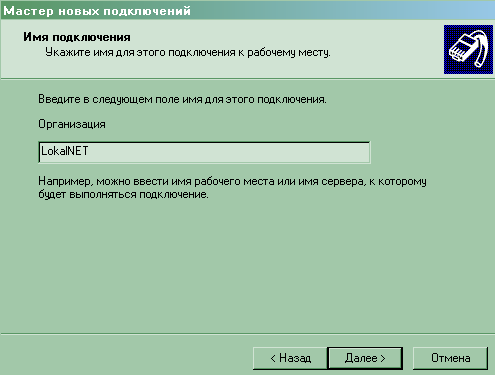 Мастер новых подключений
Имя подключения
Укажите имя для этого подключения к рабочему месту.
Введите в следующем поле имя для этого подключения.
Организация
LokalNET
Например, можно ввести имя рабочего места или имя сервера, к которому
будет выполняться подключение.
< Назад Далее > Отмена